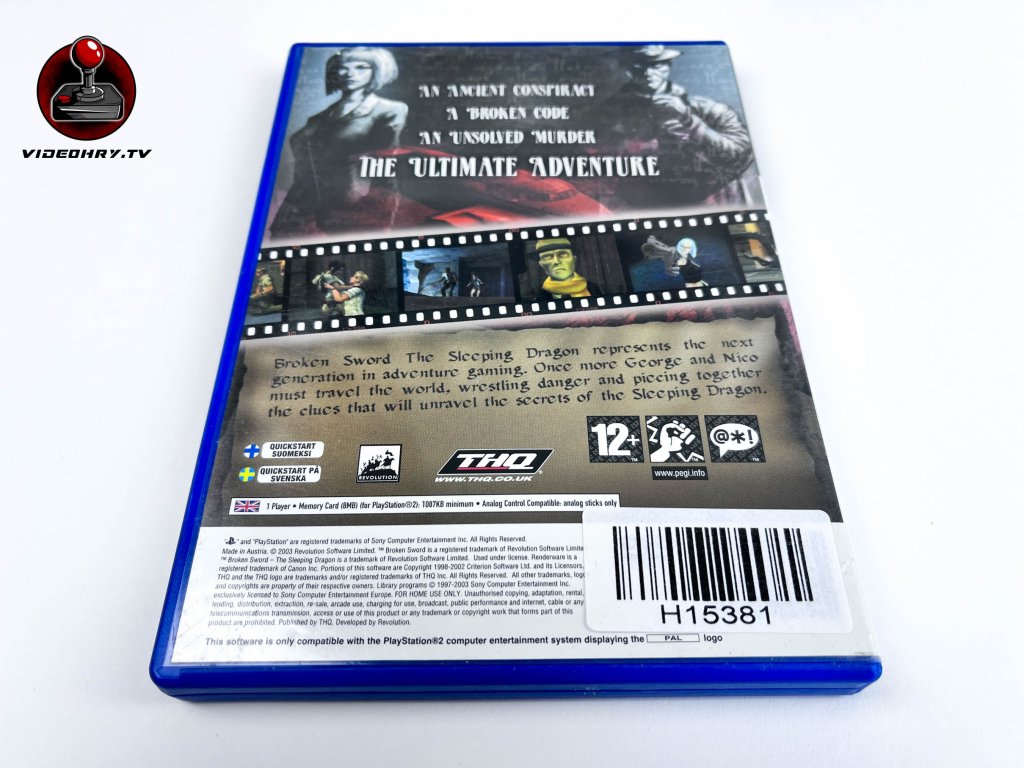 VIDEOHRY.TV
AN ANCIENT CONSPIRACY
A BROKEN CODE
AN UNSOLVED MURDER
THE ULTIMATE ADVENTURE
Broken Sword The Sleeping Dragon represents the next
generation in adventure gaming. Once more George and Nico
must travel the world, wrestling danger and piecing together
the clues that will unravel the secrets of the Sleeping Dragon.
12+
@*!
www.pegi.info
QUICKSTART
SUOMEKSI
QUICKSTART PÅ
SVENSKA
REVOLUTION
THQ
WWW.THQ.CO.UK
1 Player • Memory Card (8MB) (for PlayStation®2): 1087KB minimum • Analog Control Compatible: analog sticks only
" " and "PlayStation" are registered trademarks of Sony Computer Entertainment Inc. All Rights Reserved.
Made in Austria. © 2003 Revolution Software Limited. ™ Broken Sword is a registered trademark of Revolution Software Limite
™ Broken Sword – The Sleeping Dragon is a trademark of Revolution Software Limited. Used under license. Renderware is a
registered trademark of Canon Inc. Portions of this software are Copyright 1998-2002 Criterion Software Ltd. and its Licensors.
THQ and the THQ logo are trademarks and/or registered trademarks of THQ Inc. All Rights Reserved. All other trademarks, logo
and copyrights are property of their respective owners. Library programs © 1997-2003 Sony Computer Entertainment Inc.
exclusively licensed to Sony Computer Entertainment Europe. FOR HOME USE ONLY. Unauthorised copying, adaptation, rental,
lending, distribution, extraction, re-sale, arcade use, charging for use, broadcast, public performance and internet, cable or any
telecommunications transmission, access or use of this product or any trademark or copyright work that forms part of this
product are prohibited. Published by THQ. Developed by Revolution.
H15381
This software is only compatible with the PlayStation®2 computer entertainment system displaying the PAL logo